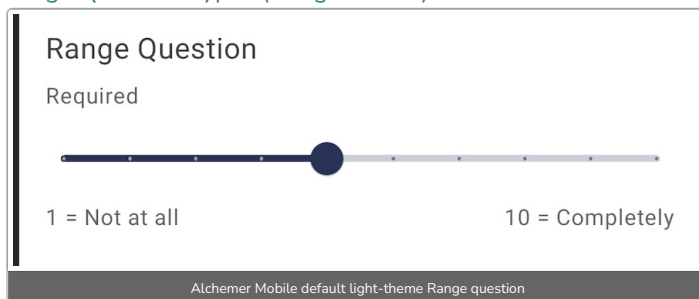 Range Question
Required
1 = Not at all
10 = Completely
Alchemer Mobile default light-theme Range question